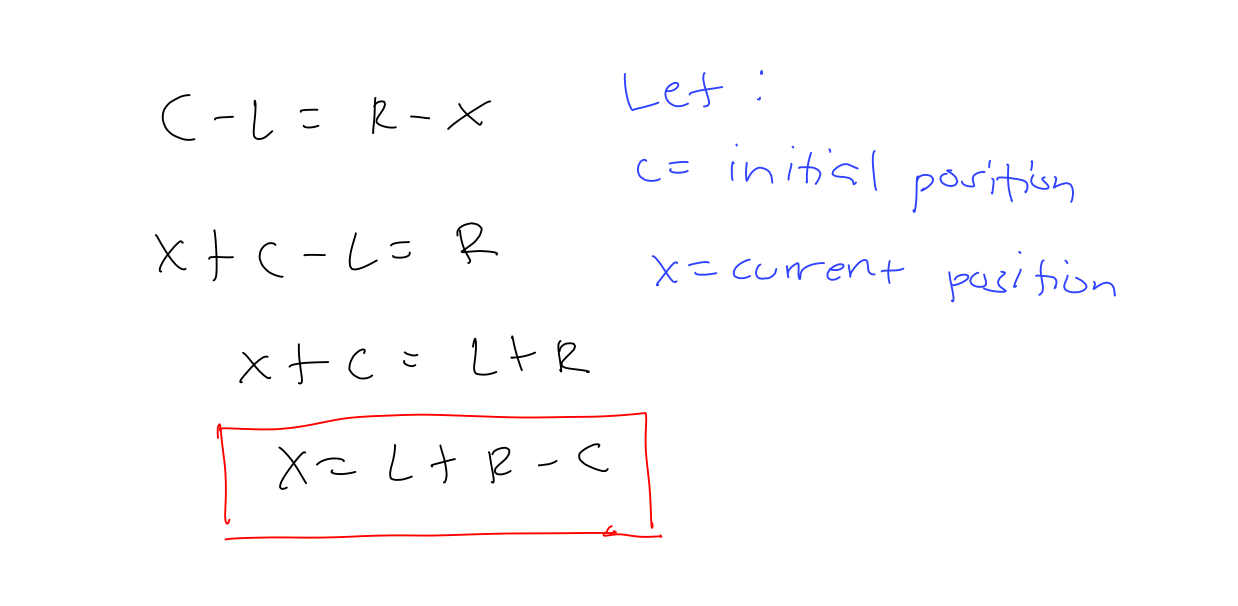 C - L = R - X
X + C - L = R
X + C = L + R
X = L + R - C
Let :
C = initial position
X = current position